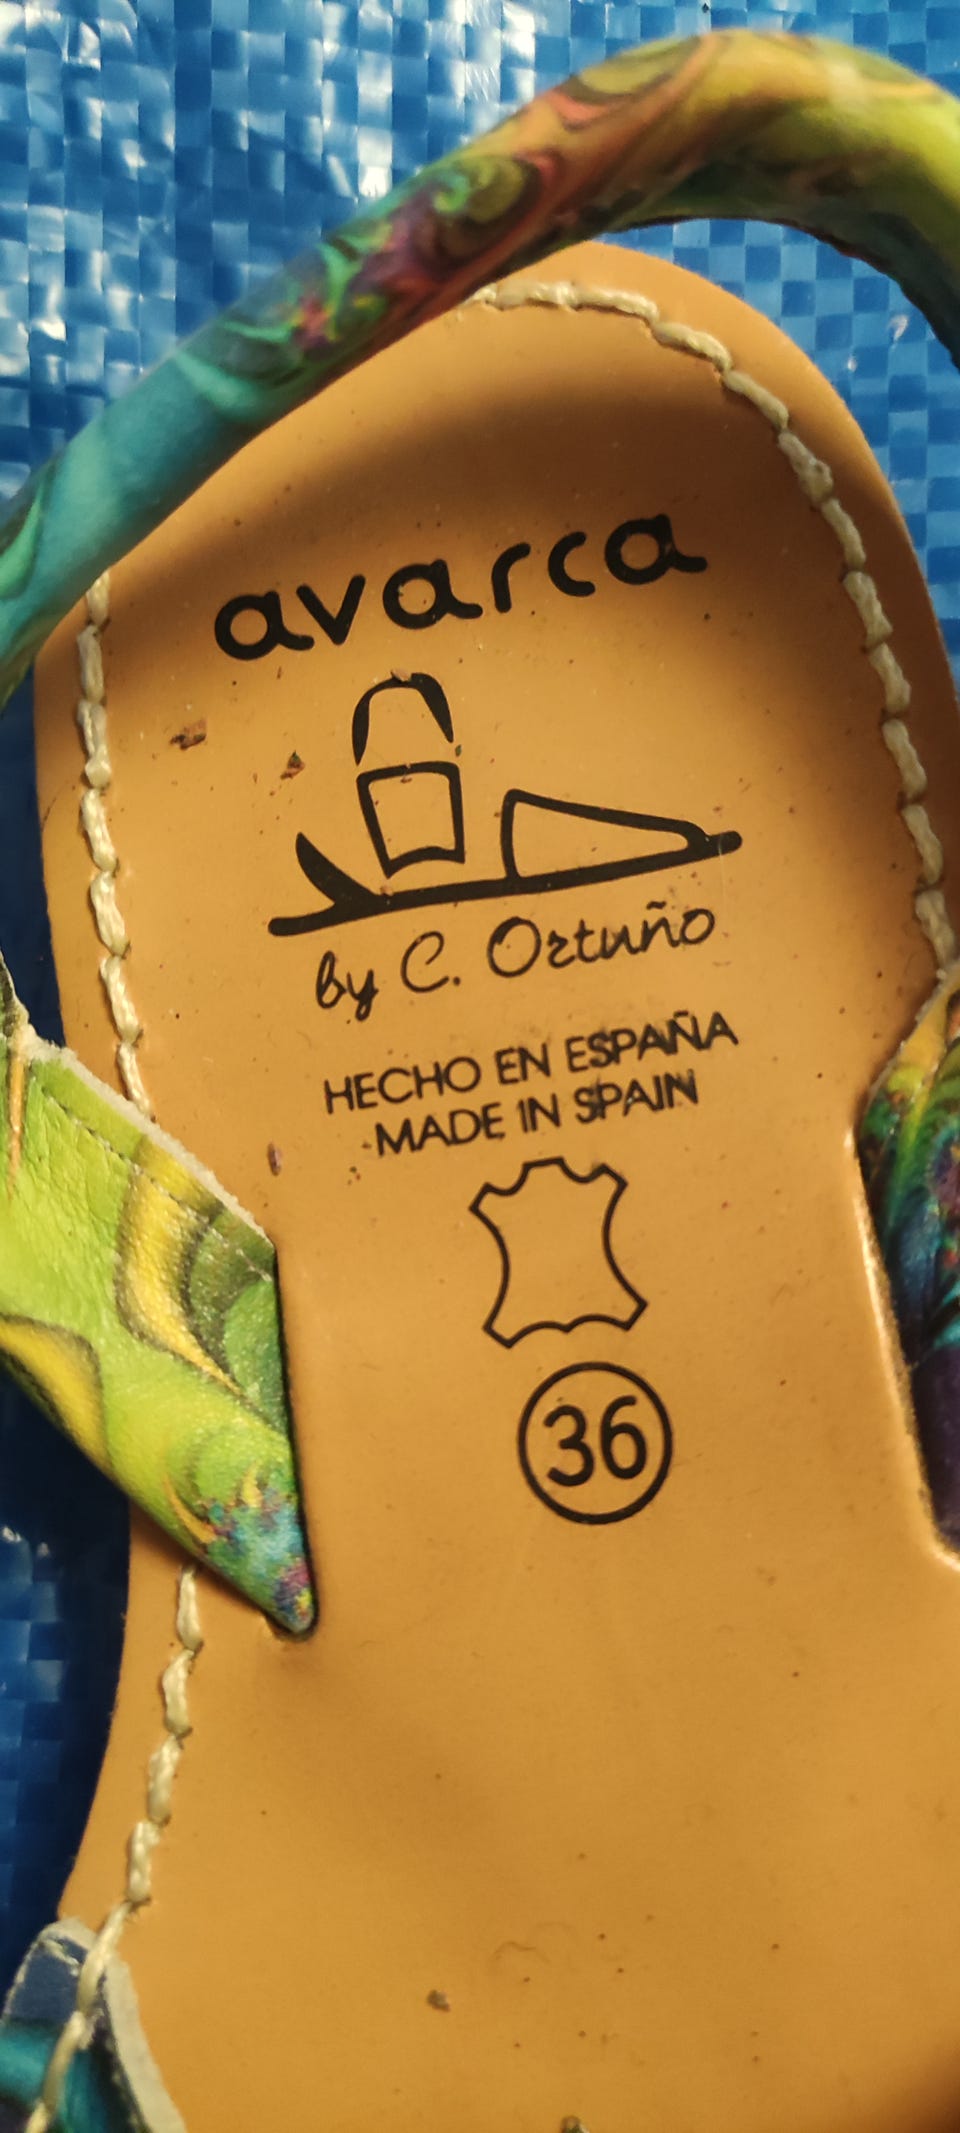 avarca
by C. Ortuño
HECHO EN ESPAÑA
MADE IN SPAIN
36